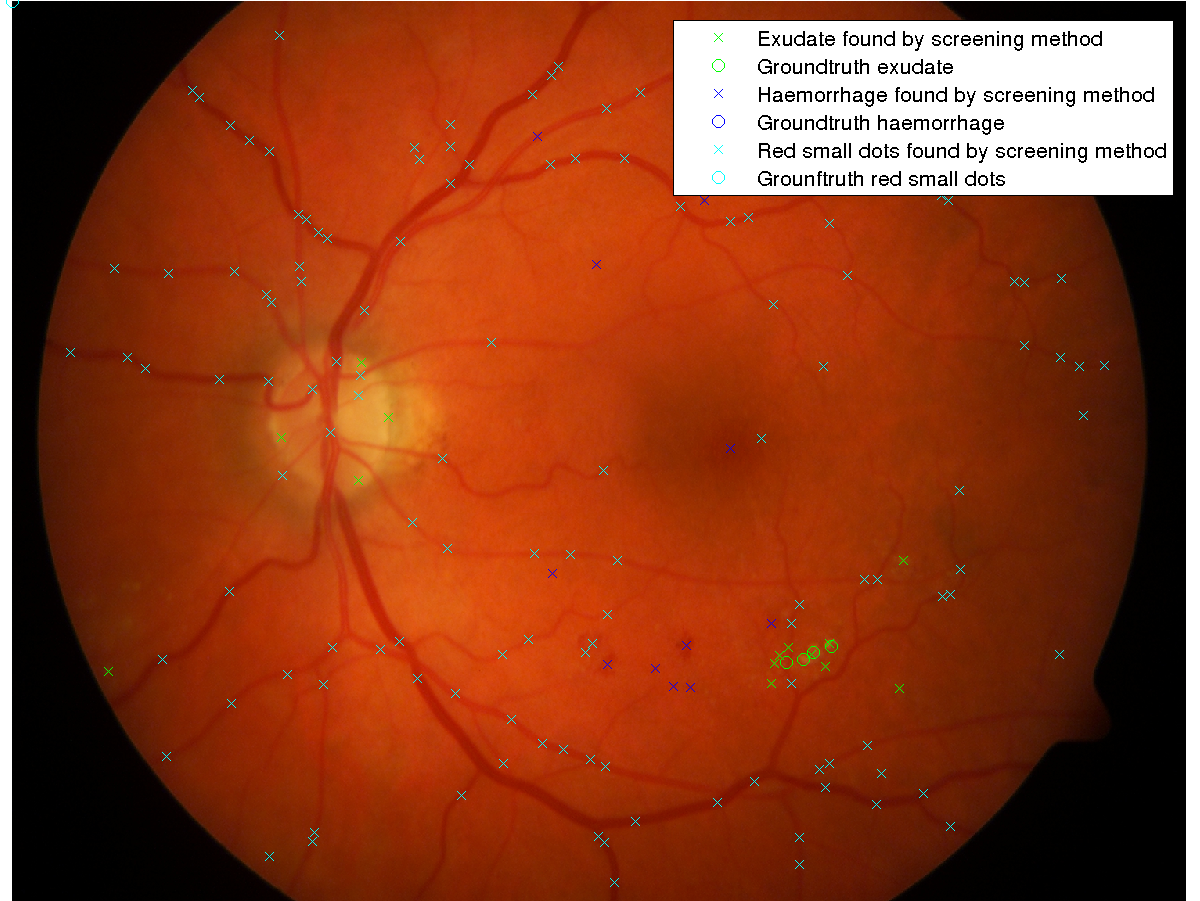 Exudate found by screening method
Groundtruth exudate
Haemorrhage found by screening method
Groundtruth haemorrhage
Red small dots found by screening method
Grounftruth red small dots